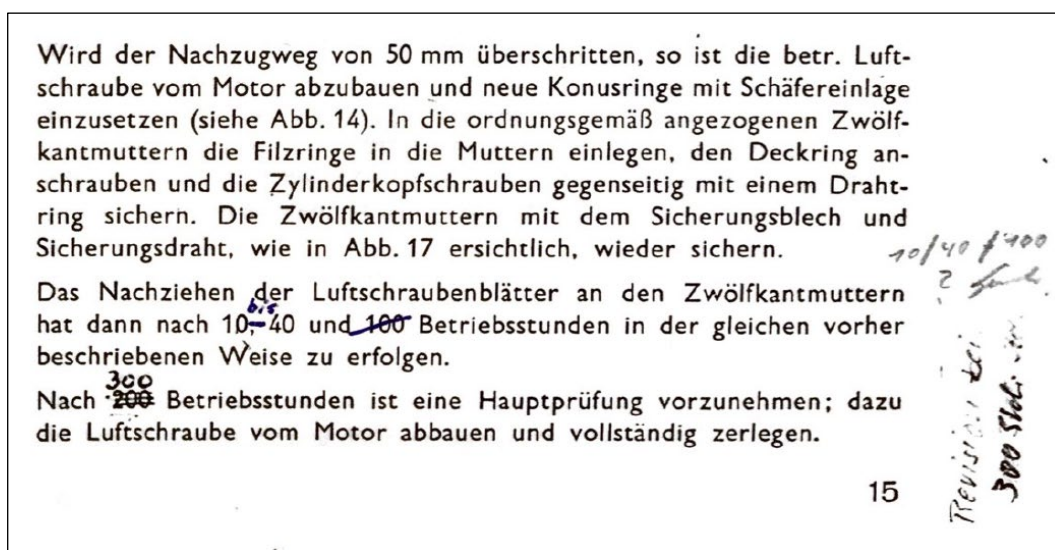 Wird der Nachzugweg von 50 mm überschritten, so ist die betr. Luft-
schraube vom Motor abzubauen und neue Konusringe mit Schäfereinlage
einzusetzen (siehe Abb. 14). In die ordnungsgemäß angezogenen Zwölf-
kantmuttern die Filzringe in die Muttern einlegen, den Deckring an-
schrauben und die Zylinderkopfschrauben gegenseitig mit einem Draht-
ring sichern. Die Zwölfkantmuttern mit dem Sicherungsblech und
Sicherungsdraht, wie in Abb. 17 ersichtlich, wieder sichern.
10/40/100
?
Das Nachziehen der Luftschraubenblätter an den Zwölfkantmuttern
bis
hat dann nach 10, 40 und 100 Betriebsstunden in der gleichen vorher
beschriebenen Weise zu erfolgen.
300
Nach 200 Betriebsstunden ist eine Hauptprüfung vorzunehmen; dazu
die Luftschraube vom Motor abbauen und vollständig zerlegen.
Revision bei
300 Std.
15